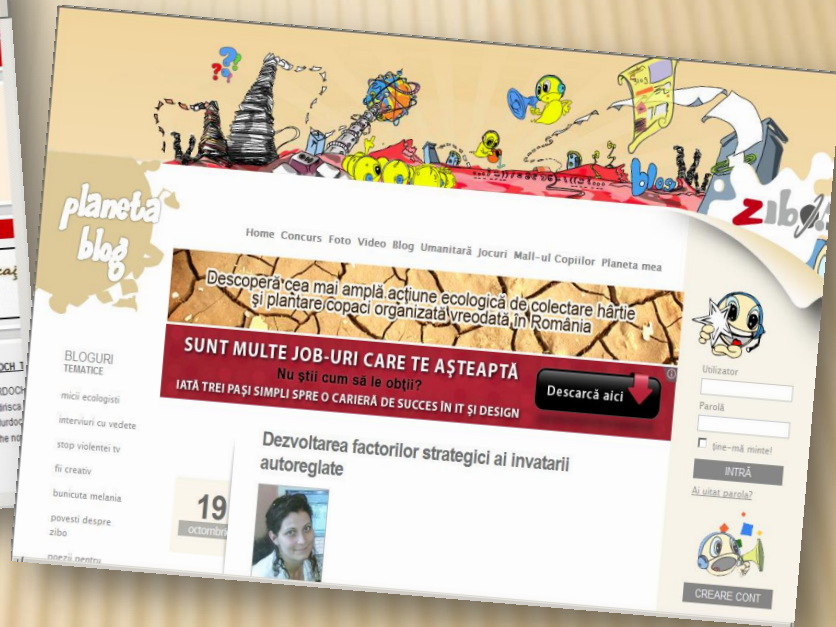 planeta
blog
blog
Home Concurs Foto Video Blog Umanitară Jocuri Mall-ul Copiilor Planeta mea
Descoperă cea mai amplă acțiune ecologică de colectare hârtie
și plantare copaci organizată vreodată în România
SUNT MULTE JOB-URI CARE TE AȘTEAPTĂ
Nu știi cum să le obții?
IATĂ TREI PAȘI SIMPLI SPRE O CARIERĂ DE SUCCES ÎN IT ȘI DESIGN
Descarcă aici
BLOGURI
TEMATICE
micii ecologisti
interviuri cu vedete
stop violentei tv
fii creativ
bunicuta melania
povesti despre
zibo
poezii pentru
19
octombrie
Dezvoltarea factorilor strategici ai invatarii
autoreglate
Utilizator
Parolă
ține-mă minte!
INTRĂ
Ai uitat parola?
CREARE CONT